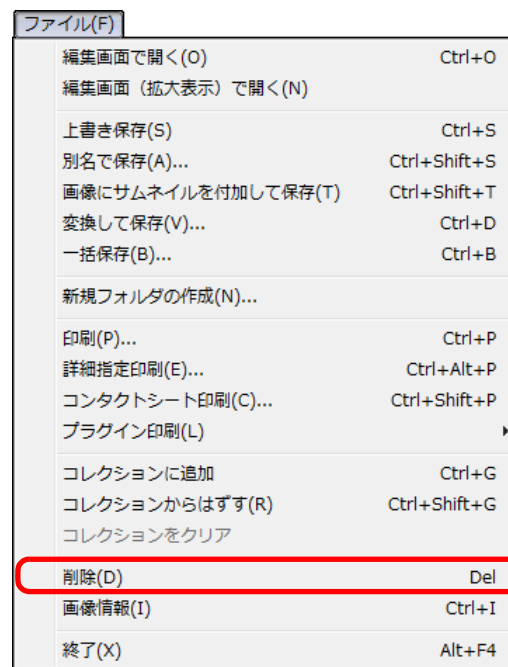 ファイル(F)
編集画面で開く(O) Ctrl+O
編集画面（拡大表示）で開く(N)
上書き保存(S) Ctrl+S
別名で保存(A)... Ctrl+Shift+S
画像にサムネイルを付加して保存(T) Ctrl+Shift+T
変換して保存(V)... Ctrl+D
一括保存(B)... Ctrl+B
新規フォルダの作成(N)...
印刷(P)... Ctrl+P
詳細指定印刷(E)... Ctrl+Alt+P
コンタクトシート印刷(C)... Ctrl+Shift+P
プラグイン印刷(L)
コレクションに追加 Ctrl+G
コレクションからはずす(R) Ctrl+Shift+G
コレクションをクリア
削除(D) Del
画像情報(I) Ctrl+I
終了(X) Alt+F4